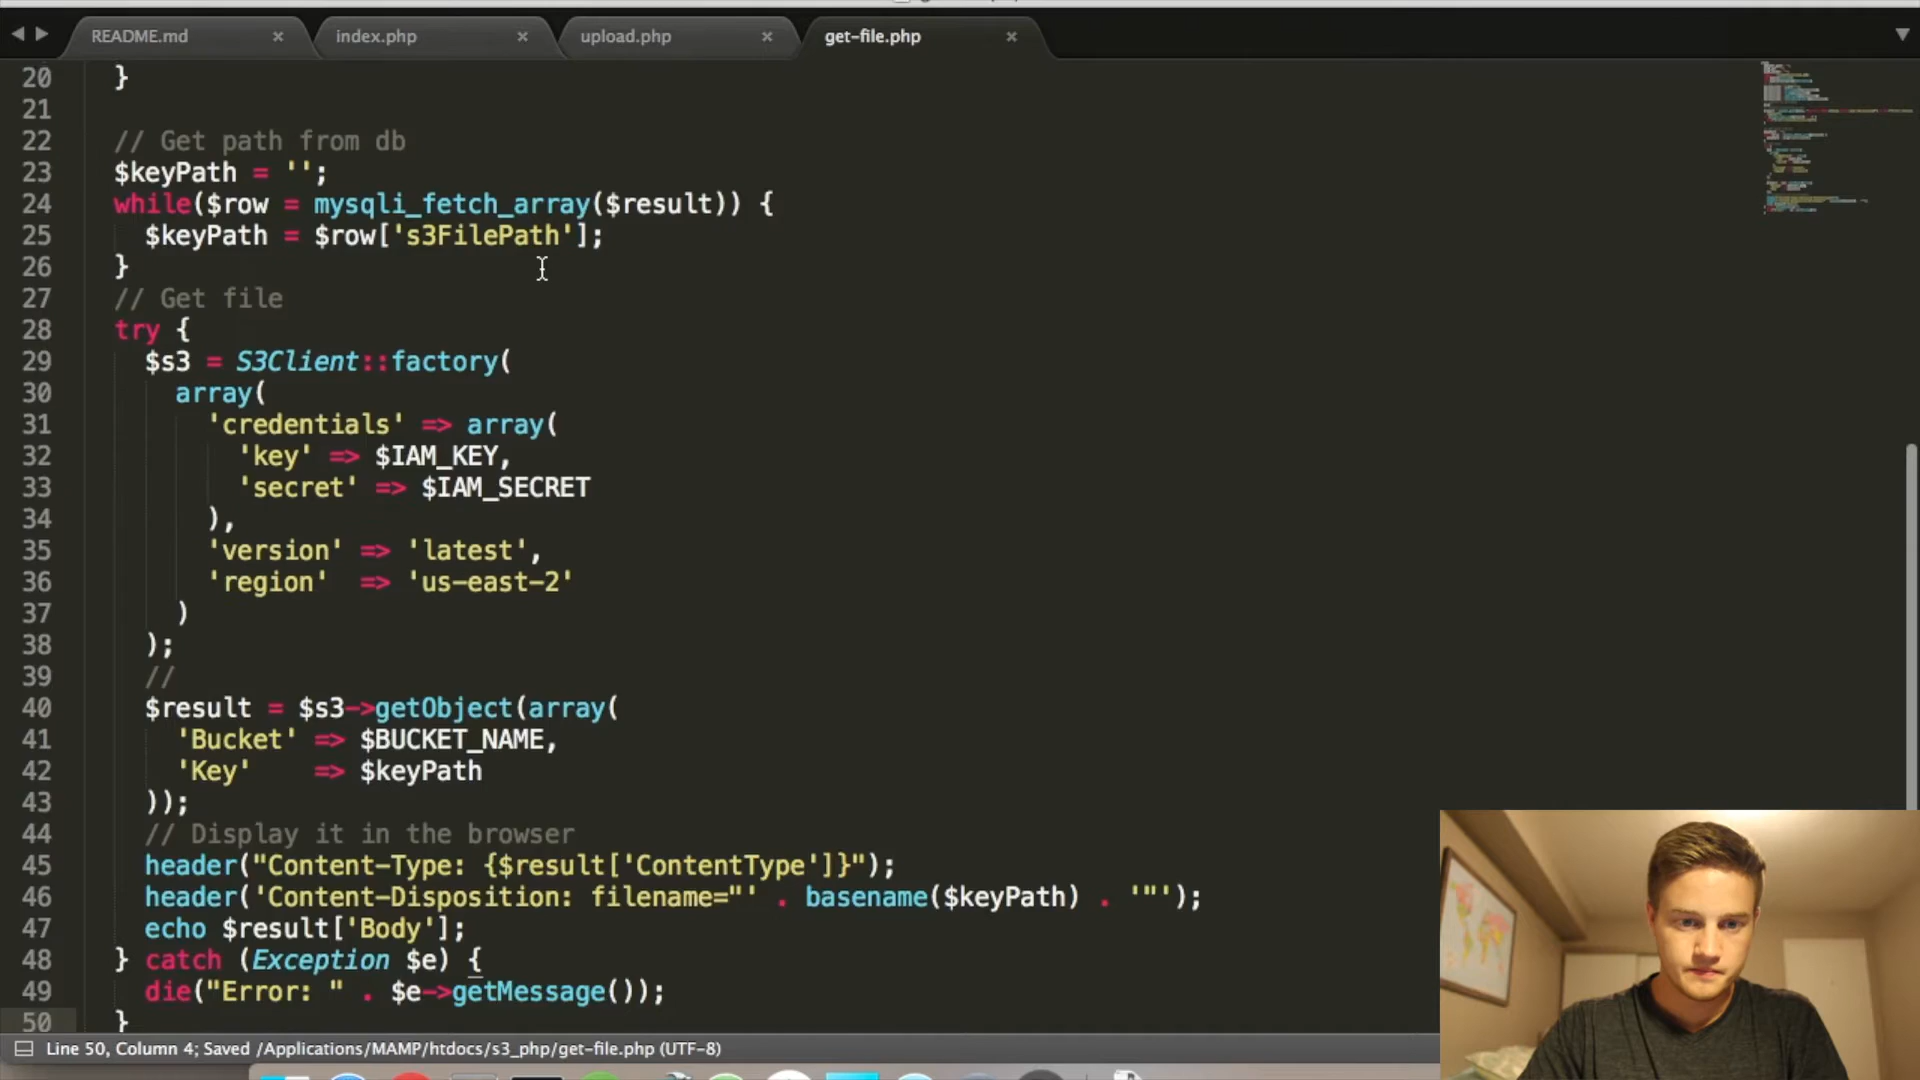 README.md × index.php × upload.php × get-file.php ×
20 }
21
22 // Get path from db
23 $keyPath = '';
24 while($row = mysqli_fetch_array($result)) {
25 $keyPath = $row['s3FilePath'];
26 }
27 // Get file
28 try {
29 $s3 = S3Client::factory(
30 array(
31 'credentials' => array(
32 'key' => $IAM_KEY,
33 'secret' => $IAM_SECRET
34 ),
35 'version' => 'latest',
36 'region' => 'us-east-2'
37 )
38 );
39 //
40 $result = $s3->getObject(array(
41 'Bucket' => $BUCKET_NAME,
42 'Key' => $keyPath
43 ));
44 // Display it in the browser
45 header("Content-Type: {$result['ContentType']}");
46 header('Content-Disposition: filename="' . basename($keyPath) . '"');
47 echo $result['Body'];
48 } catch (Exception $e) {
49 die("Error: " . $e->getMessage());
50 }
Line 50, Column 4; Saved /Applications/MAMP/htdocs/s3_php/get-file.php (UTF-8)